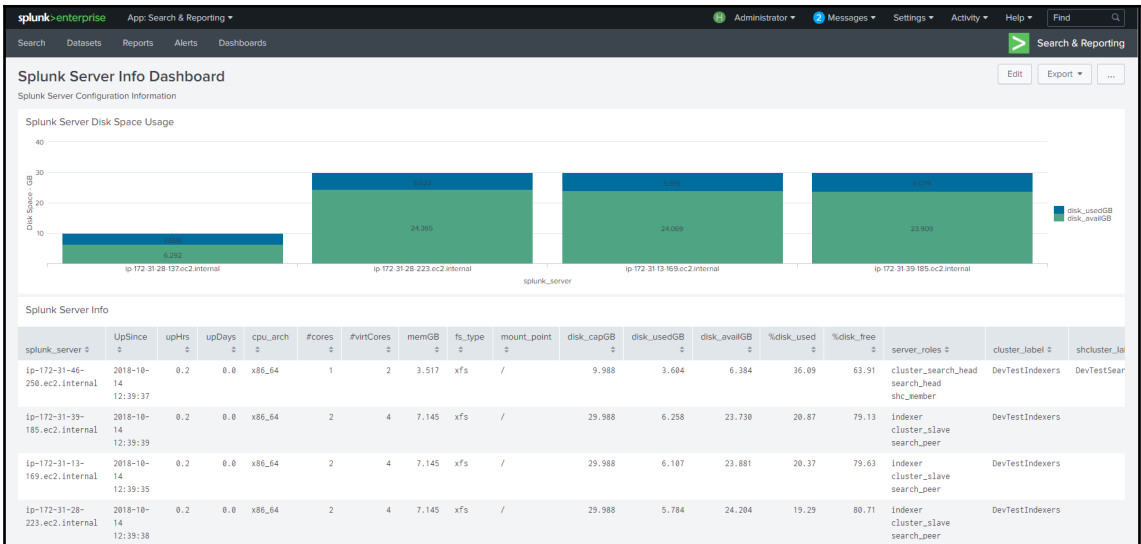 splunk>enterprise App: Search & Reporting H Administrator 2 Messages Settings Activity Help Find
Search Datasets Reports Alerts Dashboards > Search & Reporting
Splunk Server Info Dashboard Edit Export ...
Splunk Server Configuration Information
Splunk Server Disk Space Usage
40
30
20
10
Disk Space - GB
6.292
24.365
24.069
23.909
disk_usedGB
disk_availGB
ip-172-31-28-137.ec2.internal ip-172-31-28-223.ec2.internal ip-172-31-13-169.ec2.internal ip-172-31-39-185.ec2.internal
splunk_server
Splunk Server Info
splunk_server UpSince upHrs upDays cpu_arch #cores #virtCores memGB fs_type mount_point disk_capGB disk_usedGB disk_availGB %disk_used %disk_free server_roles cluster_label
ip-172-31-46- 2018-10- 0.2 0.0 x86_64 1 2 3.517 xfs / 9.988 3.604 6.384 36.09 63.91 cluster_search_head DevTestIndexers DevTestSear
250.ec2.internal 14 search_head
12:39:37 shc_member
ip-172-31-39- 2018-10- 0.2 0.0 x86_64 2 4 7.145 xfs / 29.988 6.258 23.730 20.87 79.13 indexer DevTestIndexers
185.ec2.internal 14 cluster_slave
12:39:39 search_peer
ip-172-31-13- 2018-10- 0.2 0.0 x86_64 2 4 7.145 xfs / 29.988 6.107 23.881 20.37 79.63 indexer DevTestIndexers
169.ec2.internal 14 cluster_slave
12:39:35 search_peer
ip-172-31-28- 2018-10- 0.2 0.0 x86_64 2 4 7.145 xfs / 29.988 5.784 24.204 19.29 80.71 indexer DevTestIndexers
223.ec2.internal 14 cluster_slave
12:39:38 search_peer